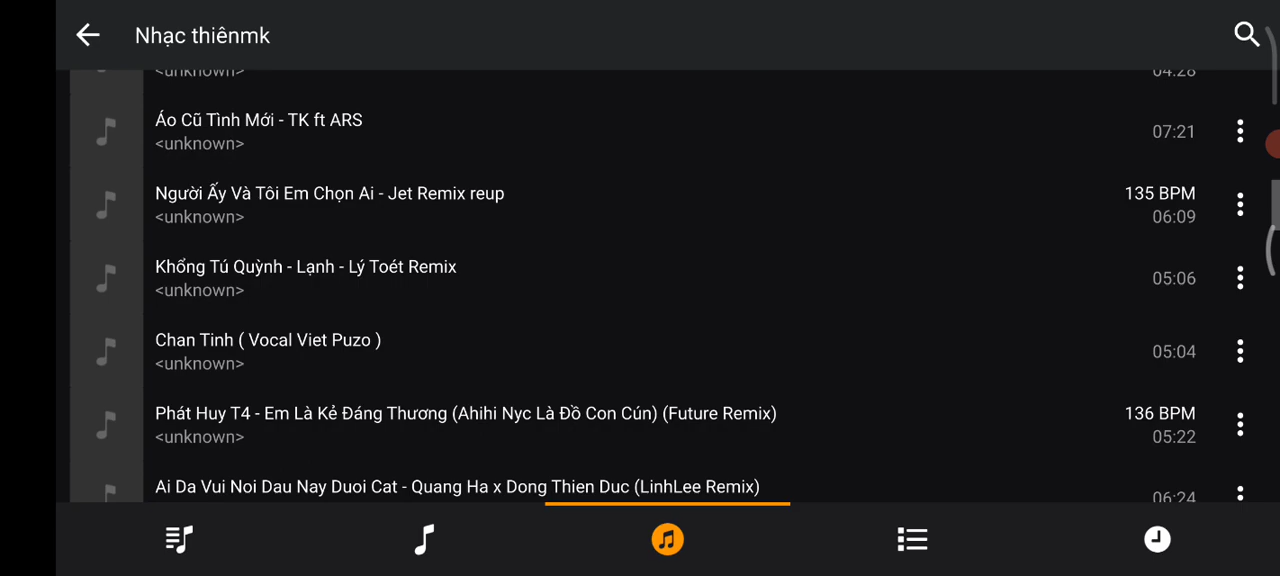 Nhạc thiênmk
<unknown>
04:28
Áo Cũ Tình Mới - TK ft ARS
<unknown>
07:21
Người Ấy Và Tôi Em Chọn Ai - Jet Remix reup
135 BPM
<unknown>
06:09
Khổng Tú Quỳnh - Lạnh - Lý Toét Remix
<unknown>
05:06
Chan Tinh ( Vocal Viet Puzo )
<unknown>
05:04
Phát Huy T4 - Em Là Kẻ Đáng Thương (Ahihi Nyc Là Đồ Con Cún) (Future Remix)
136 BPM
<unknown>
05:22
Ai Da Vui Noi Dau Nay Duoi Cat - Quang Ha x Dong Thien Duc (LinhLee Remix)
06:24